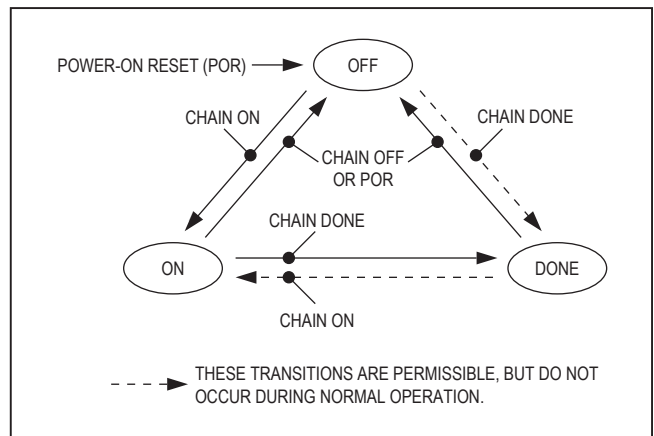 POWER-ON RESET (POR)
OFF
CHAIN ON
CHAIN DONE
CHAIN OFF
OR POR
CHAIN DONE
ON
DONE
CHAIN ON
THESE TRANSITIONS ARE PERMISSIBLE, BUT DO NOT
OCCUR DURING NORMAL OPERATION.